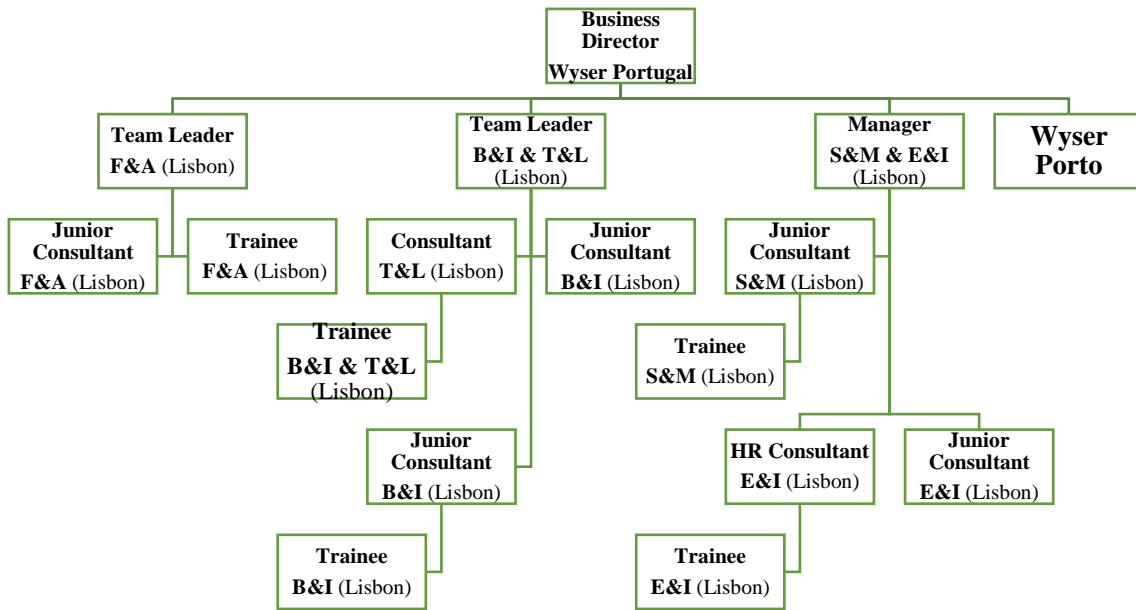 Business
Director
Wyser Portugal
Team Leader
F&A (Lisbon)
Team Leader
B&I & T&L
(Lisbon)
Manager
S&M & E&I
(Lisbon)
Wyser
Porto
Junior
Consultant
F&A (Lisbon)
Trainee
F&A (Lisbon)
Consultant
T&L (Lisbon)
Junior
Consultant
B&I (Lisbon)
Junior
Consultant
S&M (Lisbon)
Trainee
B&I & T&L
(Lisbon)
Trainee
S&M (Lisbon)
Junior
Consultant
B&I (Lisbon)
HR Consultant
E&I (Lisbon)
Junior
Consultant
E&I (Lisbon)
Trainee
B&I (Lisbon)
Trainee
E&I (Lisbon)